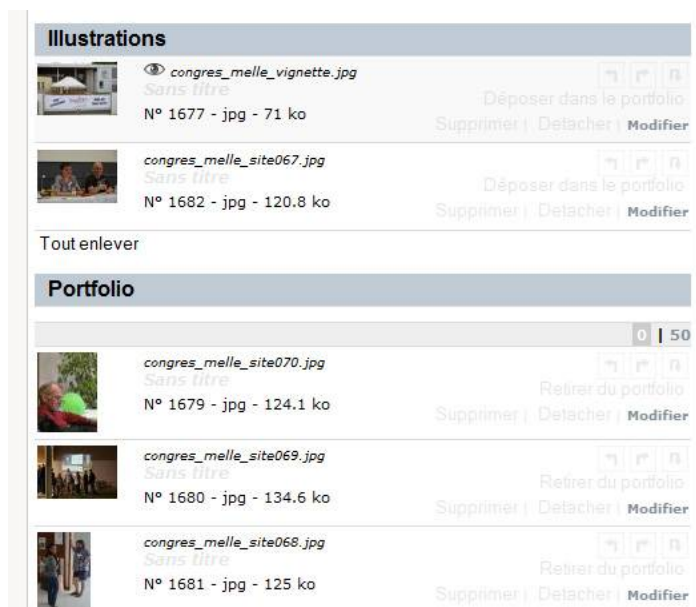 Illustrations
congres_melle_vignette.jpg
Sans titre
Déposer dans le portfolio
N° 1677 - jpg - 71 ko
Supprimer | Detacher | Modifier
congres_melle_site067.jpg
Sans titre
Déposer dans le portfolio
N° 1682 - jpg - 120.8 ko
Supprimer | Detacher | Modifier
Tout enlever
Portfolio
0 | 50
congres_melle_site070.jpg
Sans titre
Retirer du portfolio
N° 1679 - jpg - 124.1 ko
Supprimer | Detacher | Modifier
congres_melle_site069.jpg
Sans titre
Retirer du portfolio
N° 1680 - jpg - 134.6 ko
Supprimer | Detacher | Modifier
congres_melle_site068.jpg
Sans titre
Retirer du portfolio
N° 1681 - jpg - 125 ko
Supprimer | Detacher | Modifier